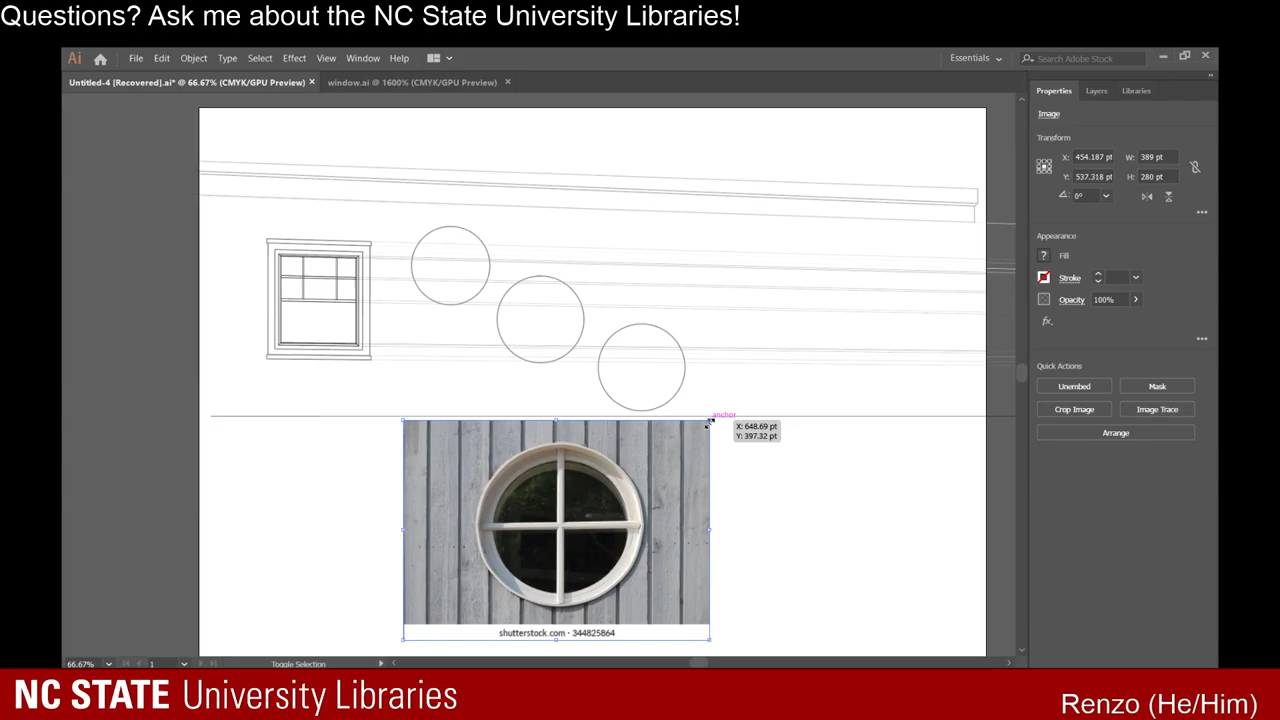 Questions? Ask me about the NC State University Libraries!
Ai File Edit Object Type Select Effect View Window Help Essentials Search Adobe Stock
Untitled-4 [Recovered].ai* @ 66.67% (CMYK/GPU Preview) × window.ai @ 1600% (CMYK/GPU Preview) ×
Properties Layers Libraries
Image
Transform
X: 454.187 pt W: 389 pt
Y: 537.318 pt H: 280 pt
0°
Appearance
? Fill
Stroke
Opacity 100%
fx.
Quick Actions
Unembed Mask
Crop Image Image Trace
Arrange
anchor
X: 648.69 pt
Y: 397.32 pt
shutterstock.com · 344825864
66.67% 1 Toggle Selection
NC STATE University Libraries
Renzo (He/Him)